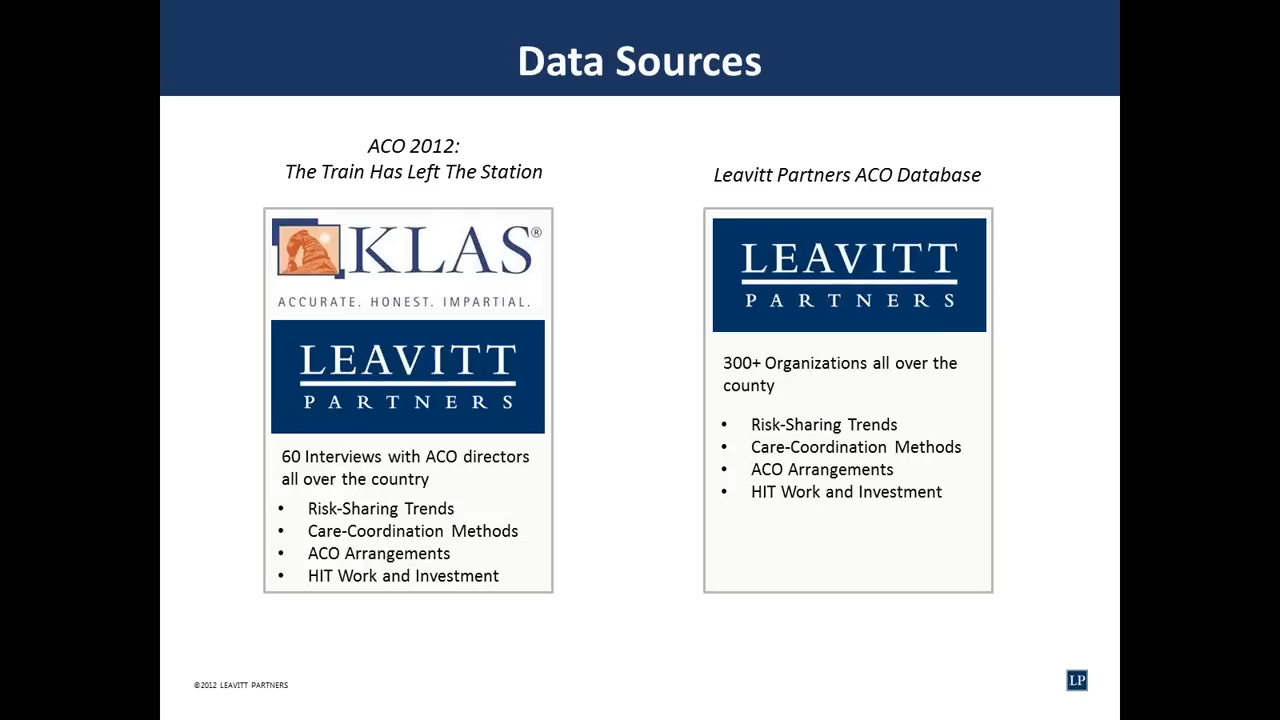 Data Sources
ACO 2012:
The Train Has Left The Station
KLAS®
ACCURATE. HONEST. IMPARTIAL.
LEAVITT
PARTNERS
60 Interviews with ACO directors
all over the country
• Risk-Sharing Trends
• Care-Coordination Methods
• ACO Arrangements
• HIT Work and Investment
Leavitt Partners ACO Database
LEAVITT
PARTNERS
300+ Organizations all over the
county
• Risk-Sharing Trends
• Care-Coordination Methods
• ACO Arrangements
• HIT Work and Investment
©2012 LEAVITT PARTNERS
LP